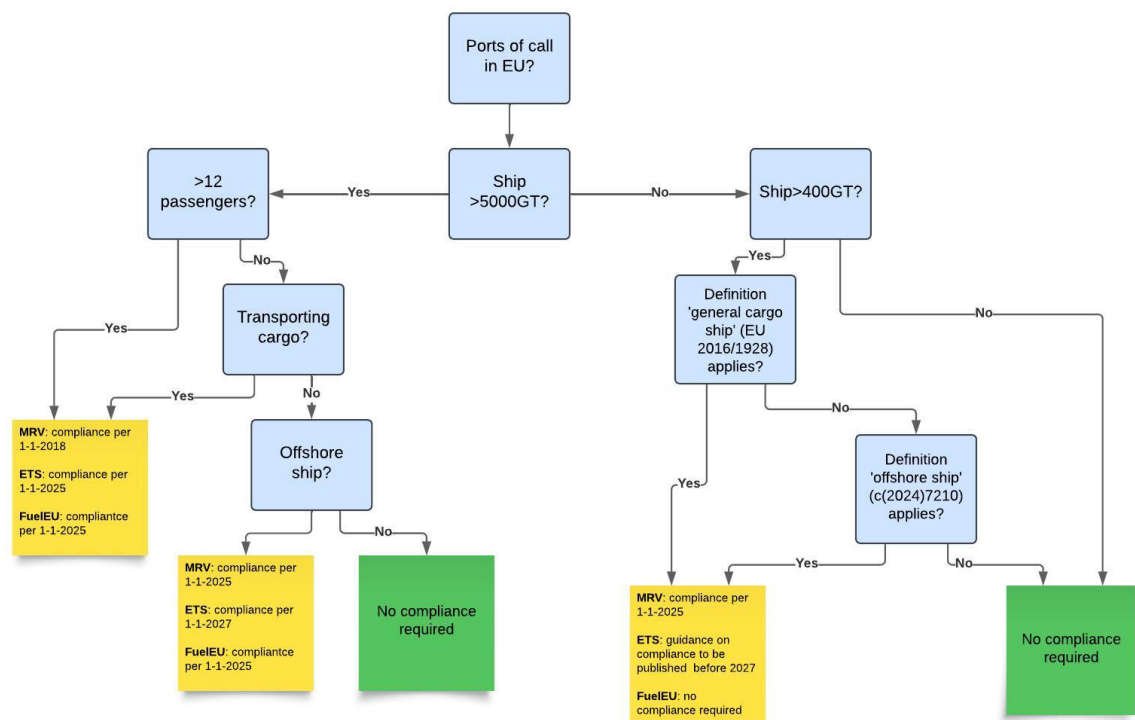 Ports of call
in EU?
>12
passengers?
Yes
Ship
>5000GT?
No
Ship>400GT?
No
Yes
Transporting
cargo?
Yes
Definition
'general cargo
ship' (EU
2016/1928)
applies?
No
Yes
No
No
MRV: compliance per
1-1-2018
ETS: compliance per
1-1-2025
FuelEU: compliantce
per 1-1-2025
Offshore
ship?
Yes
Definition
'offshore ship'
(c(2024)7210)
applies?
No
Yes
No
MRV: compliance per
1-1-2025
ETS: compliance per
1-1-2027
FuelEU: compliantce
per 1-1-2025
No compliance
required
MRV: compliance per
1-1-2025
ETS: guidance on
compliance to be
published before 2027
FuelEU: no
compliance required
No compliance
required